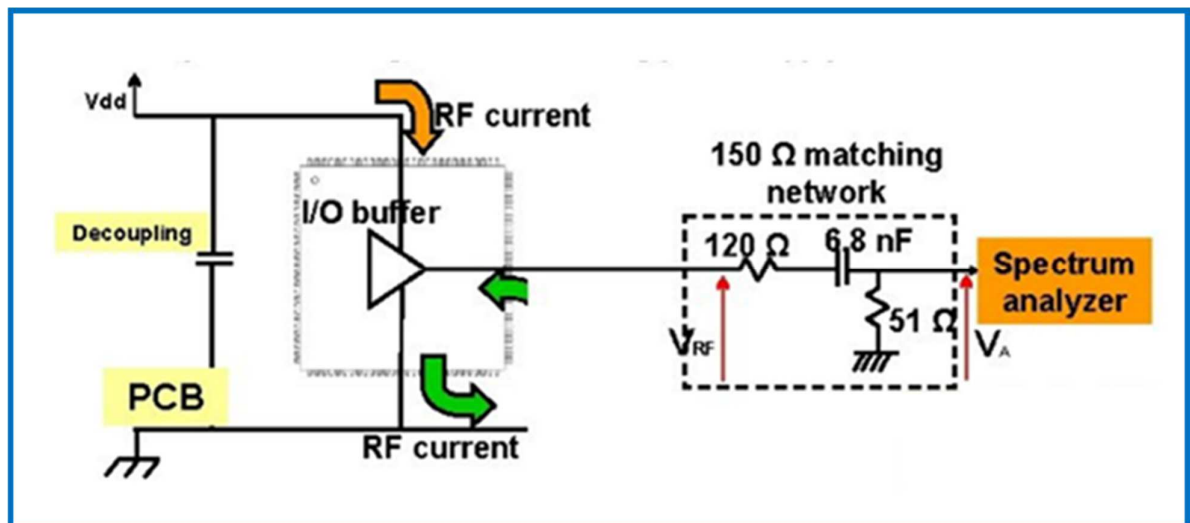 Vdd
RF current
150 Ω matching
network
I/O buffer
Decoupling
120 Ω
6,8 nF
Spectrum
analyzer
51 Ω
VRF
VA
PCB
RF current